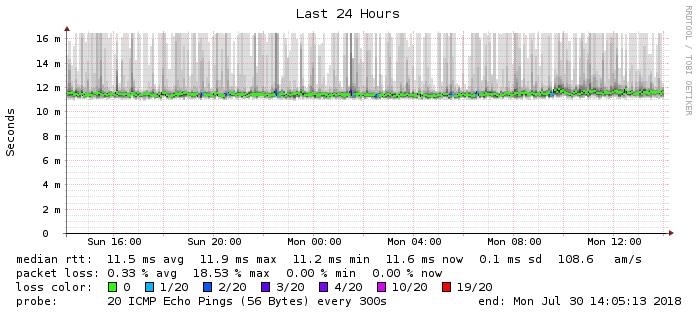 Last 24 Hours
RRDTOOL / TOBI OETIKER
Seconds
16 m
14 m
12 m
10 m
8 m
6 m
4 m
2 m
0
Sun 16:00 Sun 20:00 Mon 00:00 Mon 04:00 Mon 08:00 Mon 12:00
median rtt: 11.5 ms avg 11.9 ms max 11.2 ms min 11.6 ms now 0.1 ms sd 108.6 am/s
packet loss: 0.33 % avg 18.53 % max 0.00 % min 0.00 % now
loss color: 0 1/20 2/20 3/20 4/20 10/20 19/20
probe: 20 ICMP Echo Pings (56 Bytes) every 300s end: Mon Jul 30 14:05:13 2018